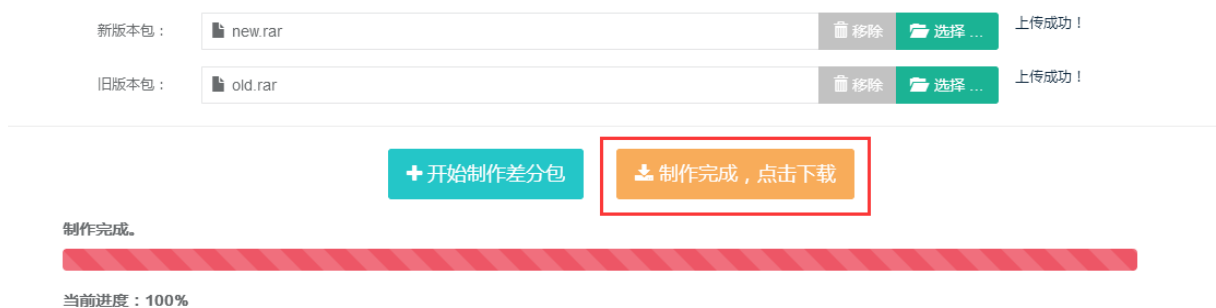 新版本包： new.rar 移除 选择 ... 上传成功！
旧版本包： old.rar 移除 选择 ... 上传成功！
开始制作差分包 制作完成，点击下载
制作完成。
当前进度：100%